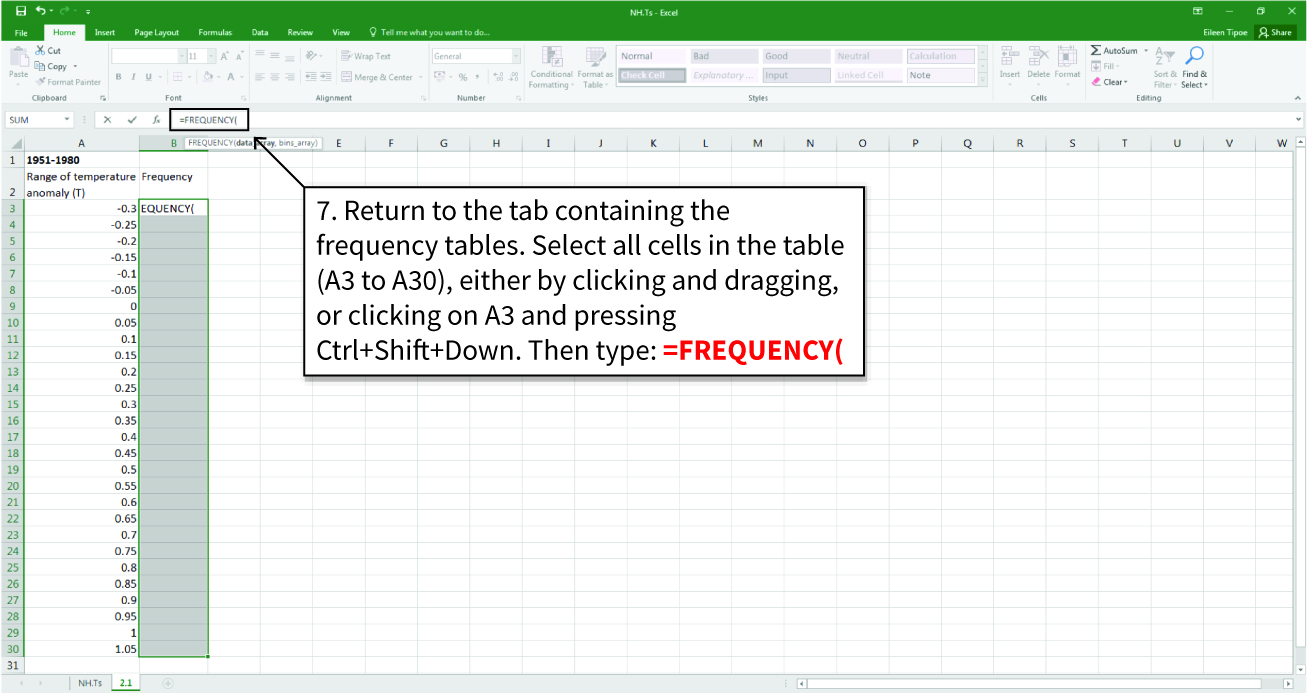 NH.Ts - Excel
File Home Insert Page Layout Formulas Data Review View Tell me what you want to do... Eileen Tipoe Share
Cut
Copy
Format Painter
Paste
Clipboard
11
B I U A
Font
Wrap Text
Merge & Center
Alignment
General
%
Number
Conditional Formatting
Format as Table
Normal Bad Good Neutral Calculation
Check Cell Explanatory ... Input Linked Cell Note
Styles
Insert Delete Format
Cells
AutoSum
Fill
Clear
Sort & Filter
Find & Select
Editing
SUM fx =FREQUENCY(
FREQUENCY(data_array, bins_array)
A B E F G H I J K L M N O P Q R S T U V W
1 1951-1980
Range of temperature Frequency
2 anomaly (T)
3 -0.3 EQUENCY(
4 -0.25
5 -0.2
6 -0.15
7 -0.1
8 -0.05
9 0
10 0.05
11 0.1
12 0.15
13 0.2
14 0.25
15 0.3
16 0.35
17 0.4
18 0.45
19 0.5
20 0.55
21 0.6
22 0.65
23 0.7
24 0.75
25 0.8
26 0.85
27 0.9
28 0.95
29 1
30 1.05
31
7. Return to the tab containing the
frequency tables. Select all cells in the table
(A3 to A30), either by clicking and dragging,
or clicking on A3 and pressing
Ctrl+Shift+Down. Then type: =FREQUENCY(
NH.Ts 2.1